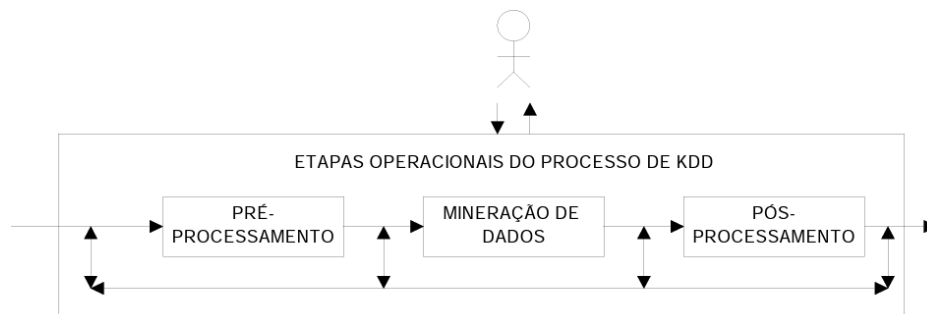 ETAPAS OPERACIONAIS DO PROCESSO DE KDD
PRÉ-
PROCESSAMENTO
MINERAÇÃO DE
DADOS
PÓS-
PROCESSAMENTO